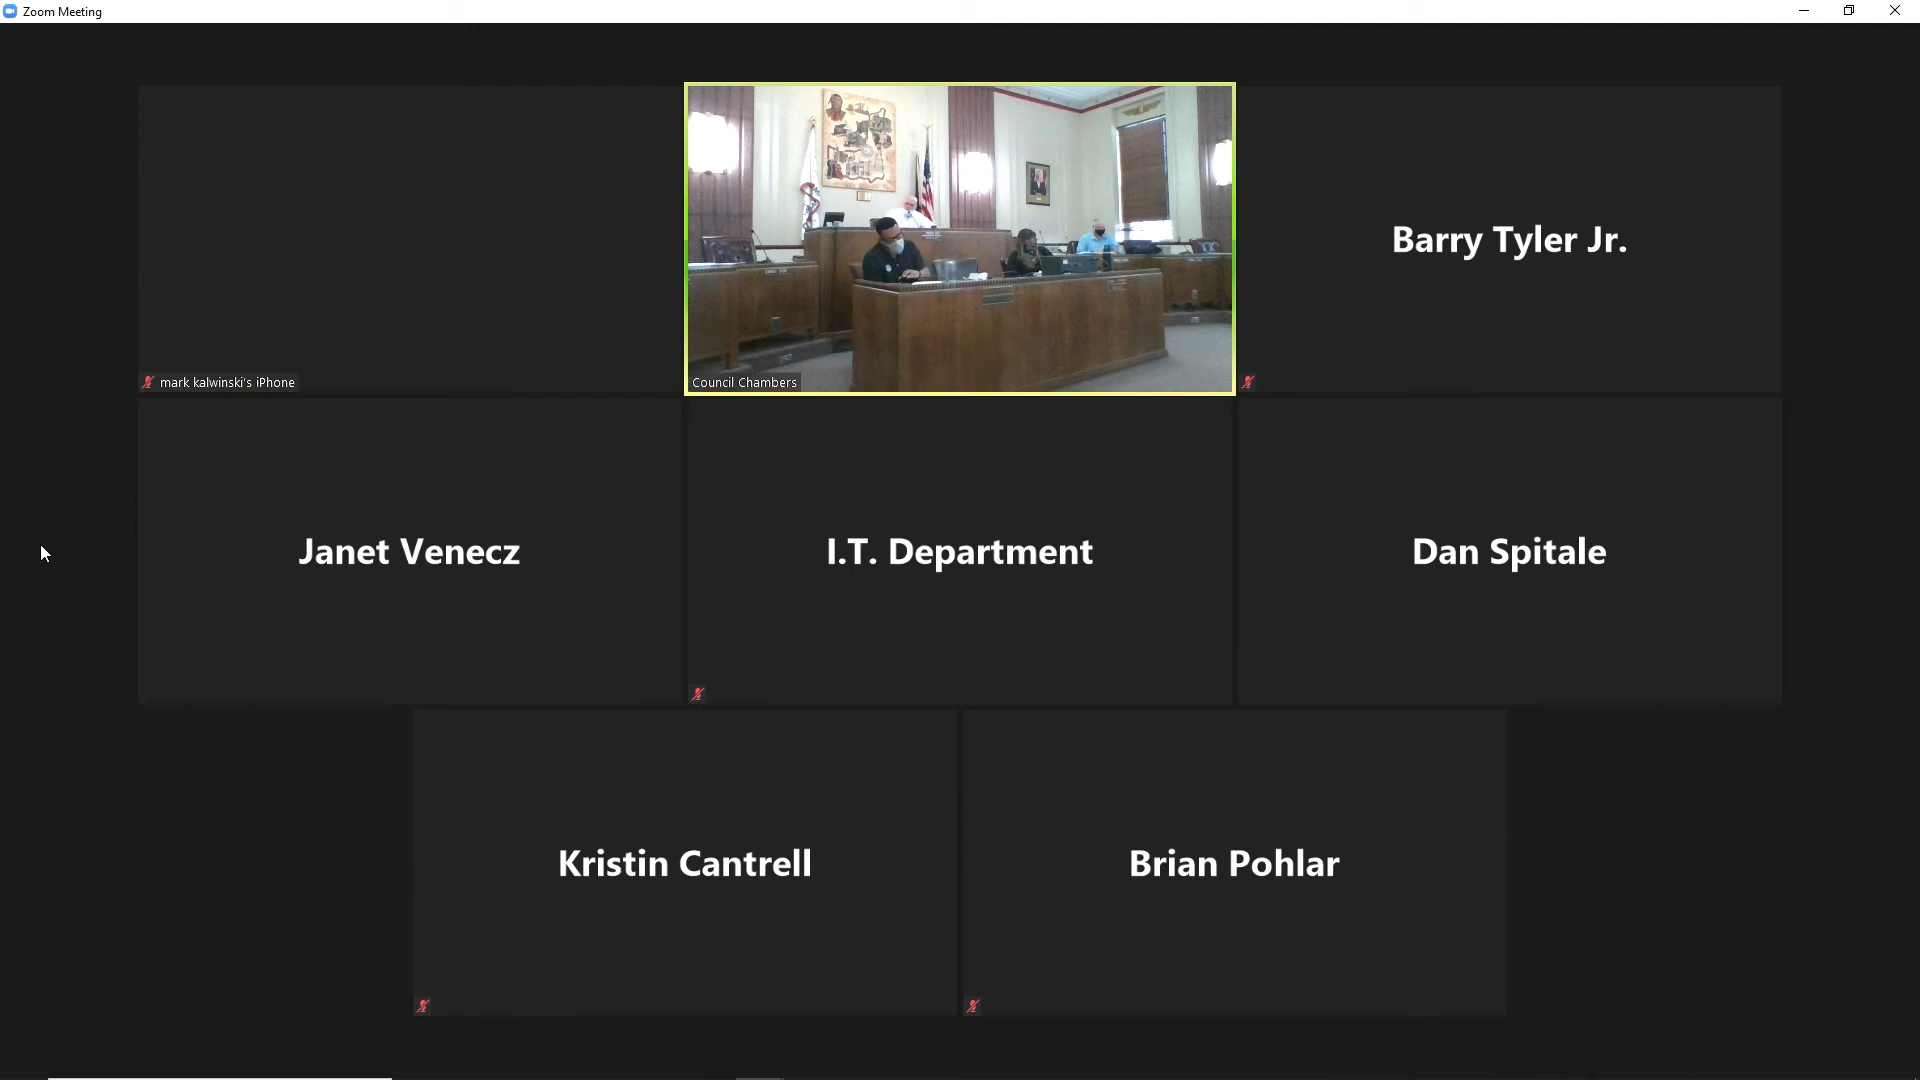 Zoom Meeting
mark kalwinski's iPhone
Council Chambers
Barry Tyler Jr.
Janet Venecz
I.T. Department
Dan Spitale
Kristin Cantrell
Brian Pohlar